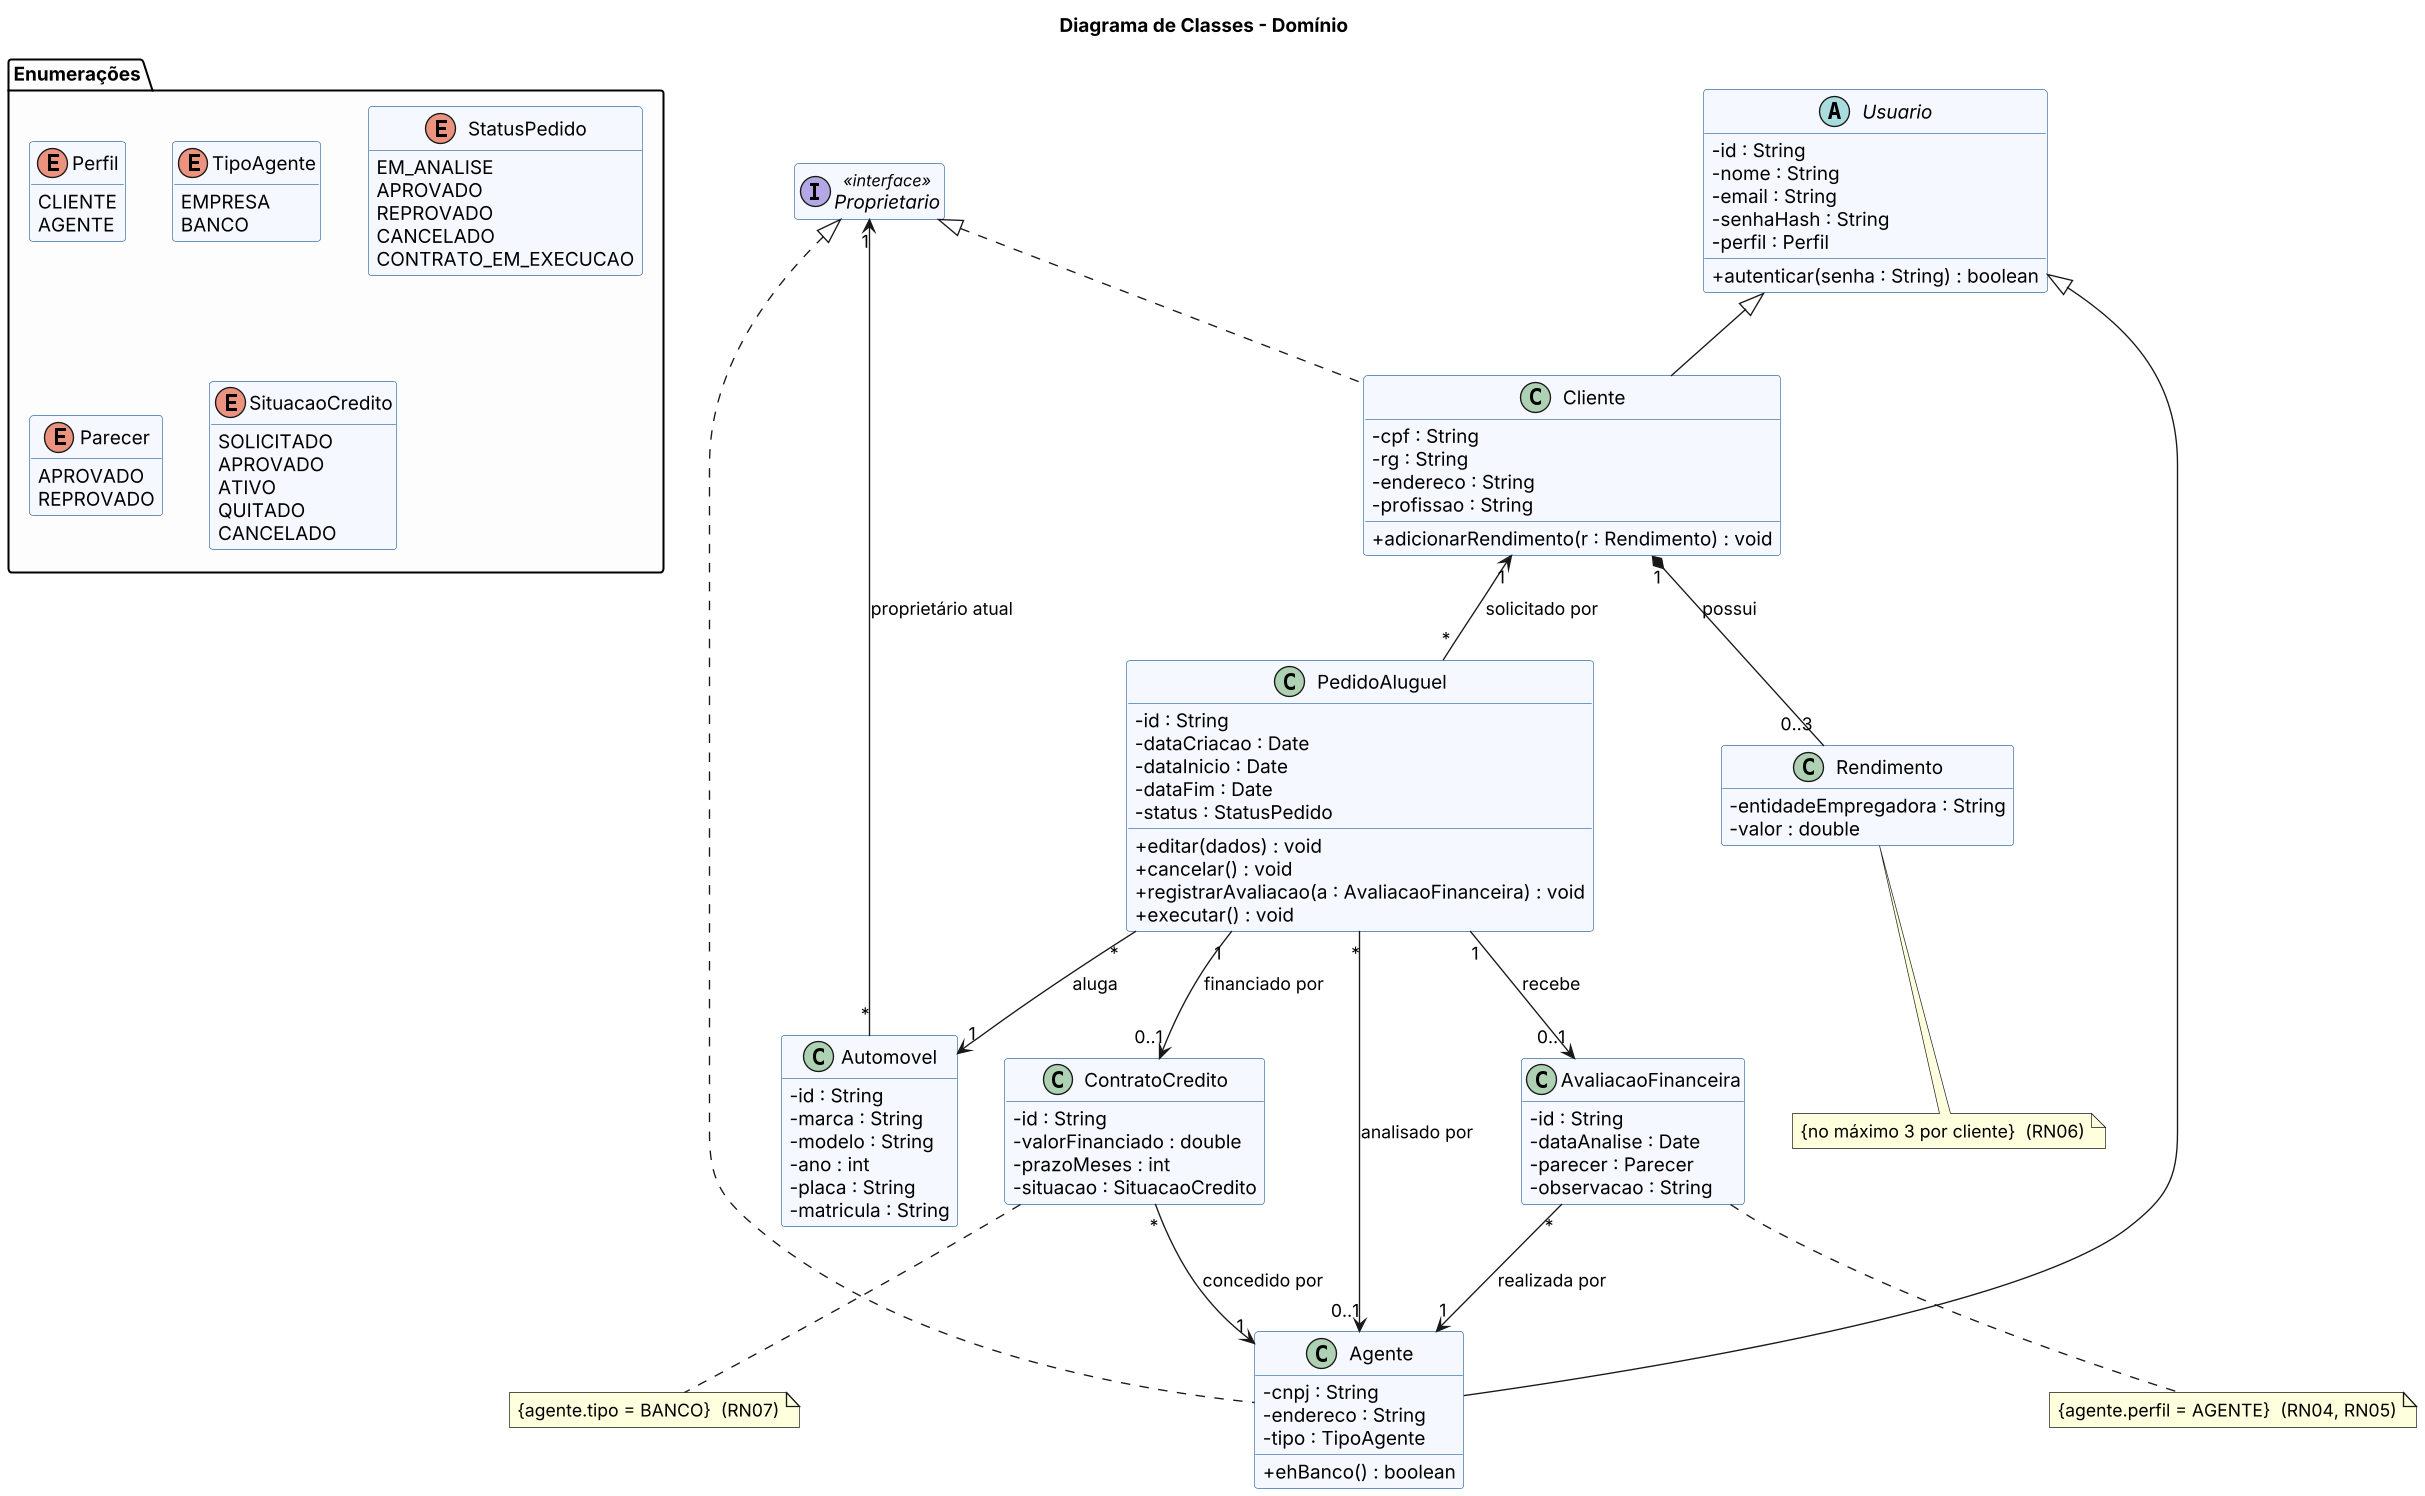 Diagrama de Classes - Domínio
Enumerações
E Perfil
CLIENTE
AGENTE
E TipoAgente
EMPRESA
BANCO
E StatusPedido
EM_ANALISE
APROVADO
REPROVADO
CANCELADO
CONTRATO_EM_EXECUCAO
E Parecer
APROVADO
REPROVADO
E SituacaoCredito
SOLICITADO
APROVADO
ATIVO
QUITADO
CANCELADO
I «interface»
Proprietario
A Usuario
-id : String
-nome : String
-email : String
-senhaHash : String
-perfil : Perfil
+autenticar(senha : String) : boolean
1
C Cliente
-cpf : String
-rg : String
-endereco : String
-profissao : String
+adicionarRendimento(r : Rendimento) : void
1
1
proprietário atual
solicitado por
possui
*
0..3
C PedidoAluguel
-id : String
-dataCriacao : Date
-dataInicio : Date
-dataFim : Date
-status : StatusPedido
+editar(dados) : void
+cancelar() : void
+registrarAvaliacao(a : AvaliacaoFinanceira) : void
+executar() : void
C Rendimento
-entidadeEmpregadora : String
-valor : double
*
1
*
1
aluga
financiado por
recebe
*
1
0..1
0..1
C Automovel
-id : String
-marca : String
-modelo : String
-ano : int
-placa : String
-matricula : String
C ContratoCredito
-id : String
-valorFinanciado : double
-prazoMeses : int
-situacao : SituacaoCredito
analisado por
C AvaliacaoFinanceira
-id : String
-dataAnalise : Date
-parecer : Parecer
-observacao : String
{no máximo 3 por cliente}  (RN06)
*
*
concedido por
realizada por
1
0..1
1
{agente.tipo = BANCO}  (RN07)
C Agente
-cnpj : String
-endereco : String
-tipo : TipoAgente
+ehBanco() : boolean
{agente.perfil = AGENTE}  (RN04, RN05)